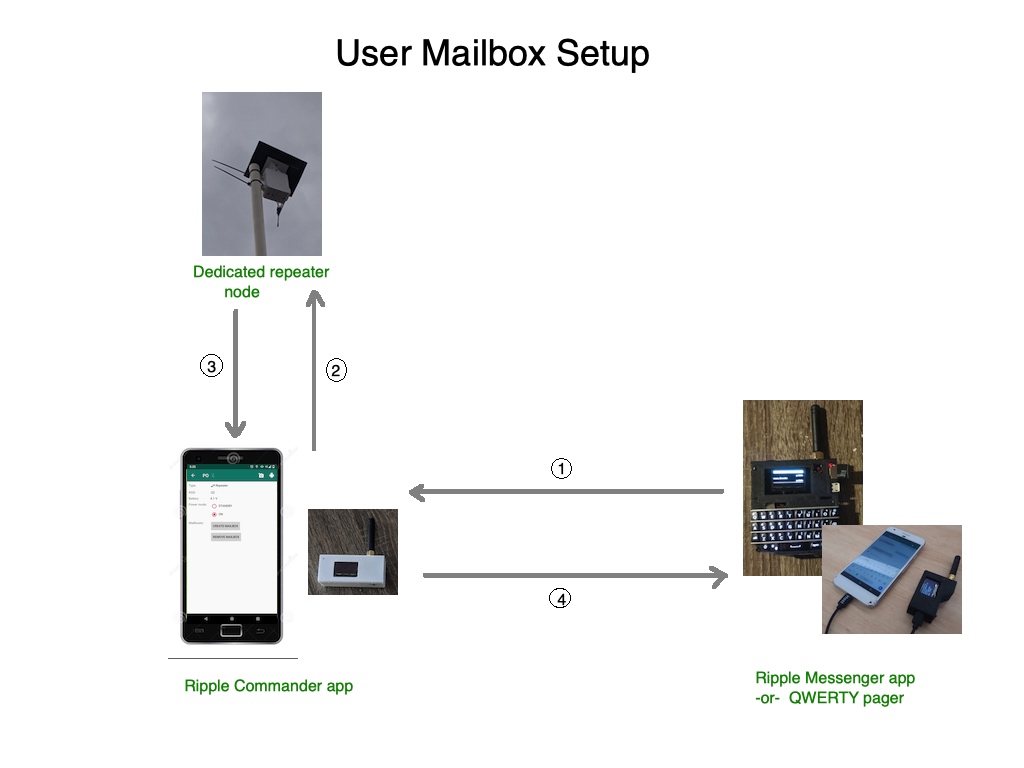 User Mailbox Setup
Dedicated repeater
node
3
2
1
4
CREATE MAILBOX
REMOVE MAILBOX
Ripple Commander app
Ripple Messenger app
-or- QWERTY pager